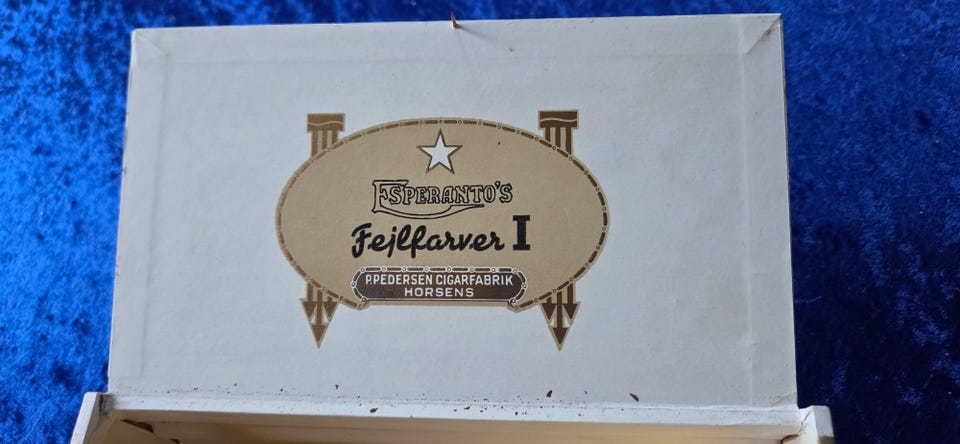 ESPERANTO'S
Fejlfarver I
P. PEDERSEN CIGARFABRIK
HORSENS